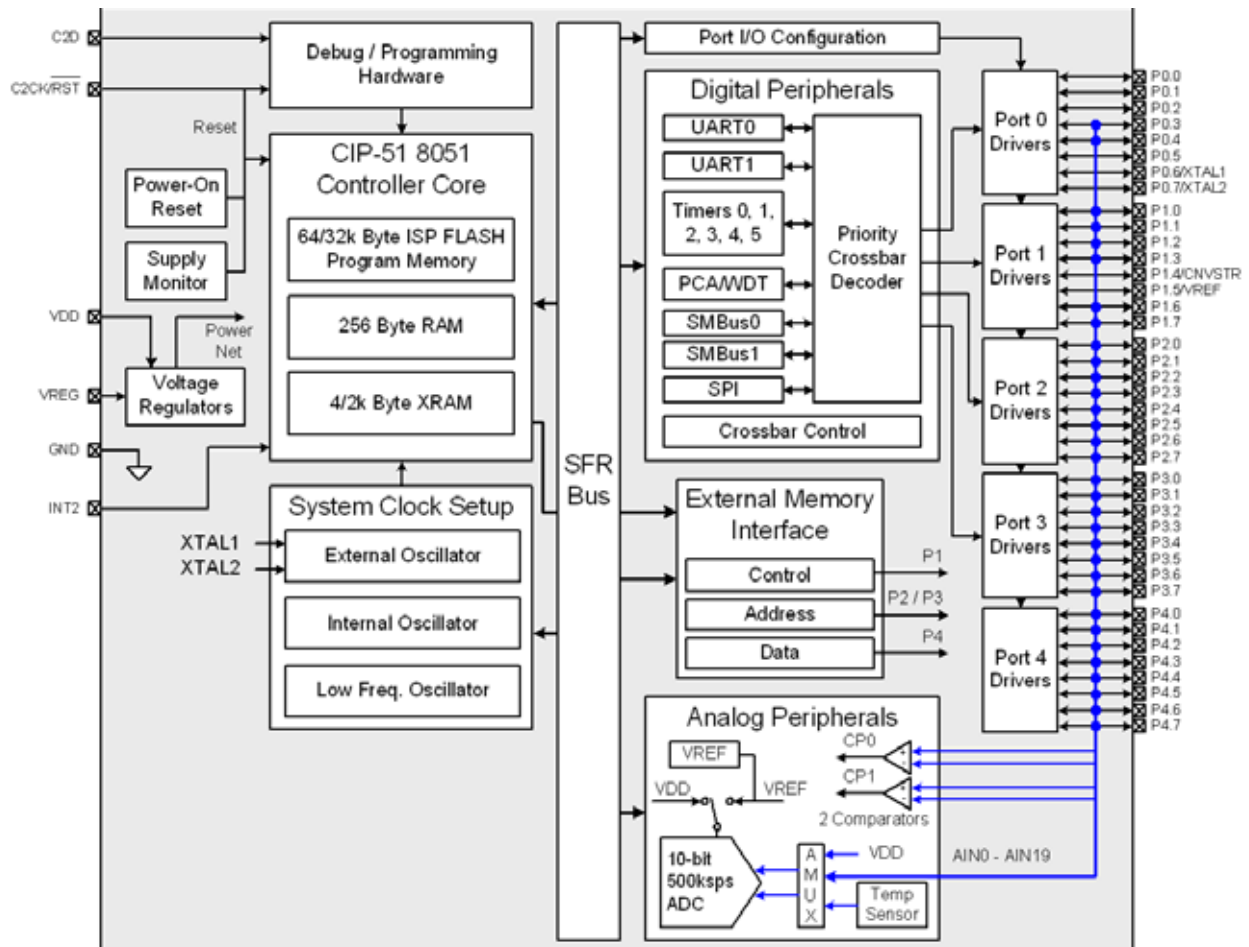 C2D
C2CK/RST
Debug / Programming
Hardware
Reset
CIP-51 8051
Controller Core
Power-On
Reset
64/32k Byte ISP FLASH
Program Memory
Supply
Monitor
256 Byte RAM
VDD
Power
Net
4/2k Byte XRAM
VREG
Voltage
Regulators
GND
INT2
System Clock Setup
XTAL1
XTAL2
External Oscillator
Internal Oscillator
Low Freq. Oscillator
SFR
Bus
Port I/O Configuration
Digital Peripherals
UART0
UART1
Timers 0, 1,
2, 3, 4, 5
PCA/WDT
SMBus0
SMBus1
SPI
Priority
Crossbar
Decoder
Crossbar Control
External Memory
Interface
Control
Address
Data
P1
P2 / P3
P4
Analog Peripherals
VREF
VDD
VREF
CP0
+
-
CP1
+
-
2 Comparators
10-bit
500ksps
ADC
A
M
U
X
VDD
AIN0 - AIN19
Temp
Sensor
Port 0
Drivers
Port 1
Drivers
Port 2
Drivers
Port 3
Drivers
Port 4
Drivers
P0.0
P0.1
P0.2
P0.3
P0.4
P0.5
P0.6/XTAL1
P0.7/XTAL2
P1.0
P1.1
P1.2
P1.3
P1.4/CNVSTR
P1.5/VREF
P1.6
P1.7
P2.0
P2.1
P2.2
P2.3
P2.4
P2.5
P2.6
P2.7
P3.0
P3.1
P3.2
P3.3
P3.4
P3.5
P3.6
P3.7
P4.0
P4.1
P4.2
P4.3
P4.4
P4.5
P4.6
P4.7